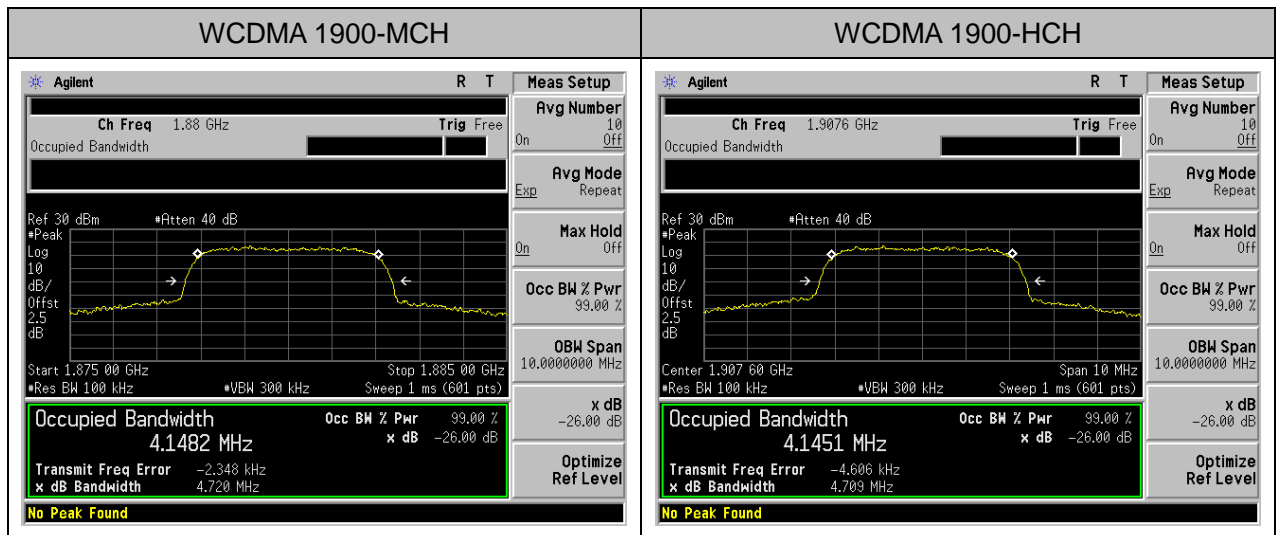 WCDMA 1900-MCH
Agilent R T
Ch Freq 1.88 GHz Trig Free
Occupied Bandwidth
Ref 30 dBm #Atten 40 dB
#Peak
Log
10
dB/
Offst
2.5
dB
Start 1.875 00 GHz Stop 1.885 00 GHz
#Res BW 100 kHz #VBW 300 kHz Sweep 1 ms (601 pts)
Occupied Bandwidth Occ BW % Pwr 99.00 %
4.1482 MHz x dB -26.00 dB
Transmit Freq Error -2.348 kHz
x dB Bandwidth 4.720 MHz
No Peak Found
Meas Setup
Avg Number
10
On Off
Avg Mode
Exp Repeat
Max Hold
On Off
Occ BW % Pwr
99.00 %
OBW Span
10.0000000 MHz
x dB
-26.00 dB
Optimize
Ref Level
WCDMA 1900-HCH
Agilent R T
Ch Freq 1.9076 GHz Trig Free
Occupied Bandwidth
Ref 30 dBm #Atten 40 dB
#Peak
Log
10
dB/
Offst
2.5
dB
Center 1.907 60 GHz Span 10 MHz
#Res BW 100 kHz #VBW 300 kHz Sweep 1 ms (601 pts)
Occupied Bandwidth Occ BW % Pwr 99.00 %
4.1451 MHz x dB -26.00 dB
Transmit Freq Error -4.606 kHz
x dB Bandwidth 4.709 MHz
No Peak Found
Meas Setup
Avg Number
10
On Off
Avg Mode
Exp Repeat
Max Hold
On Off
Occ BW % Pwr
99.00 %
OBW Span
10.0000000 MHz
x dB
-26.00 dB
Optimize
Ref Level